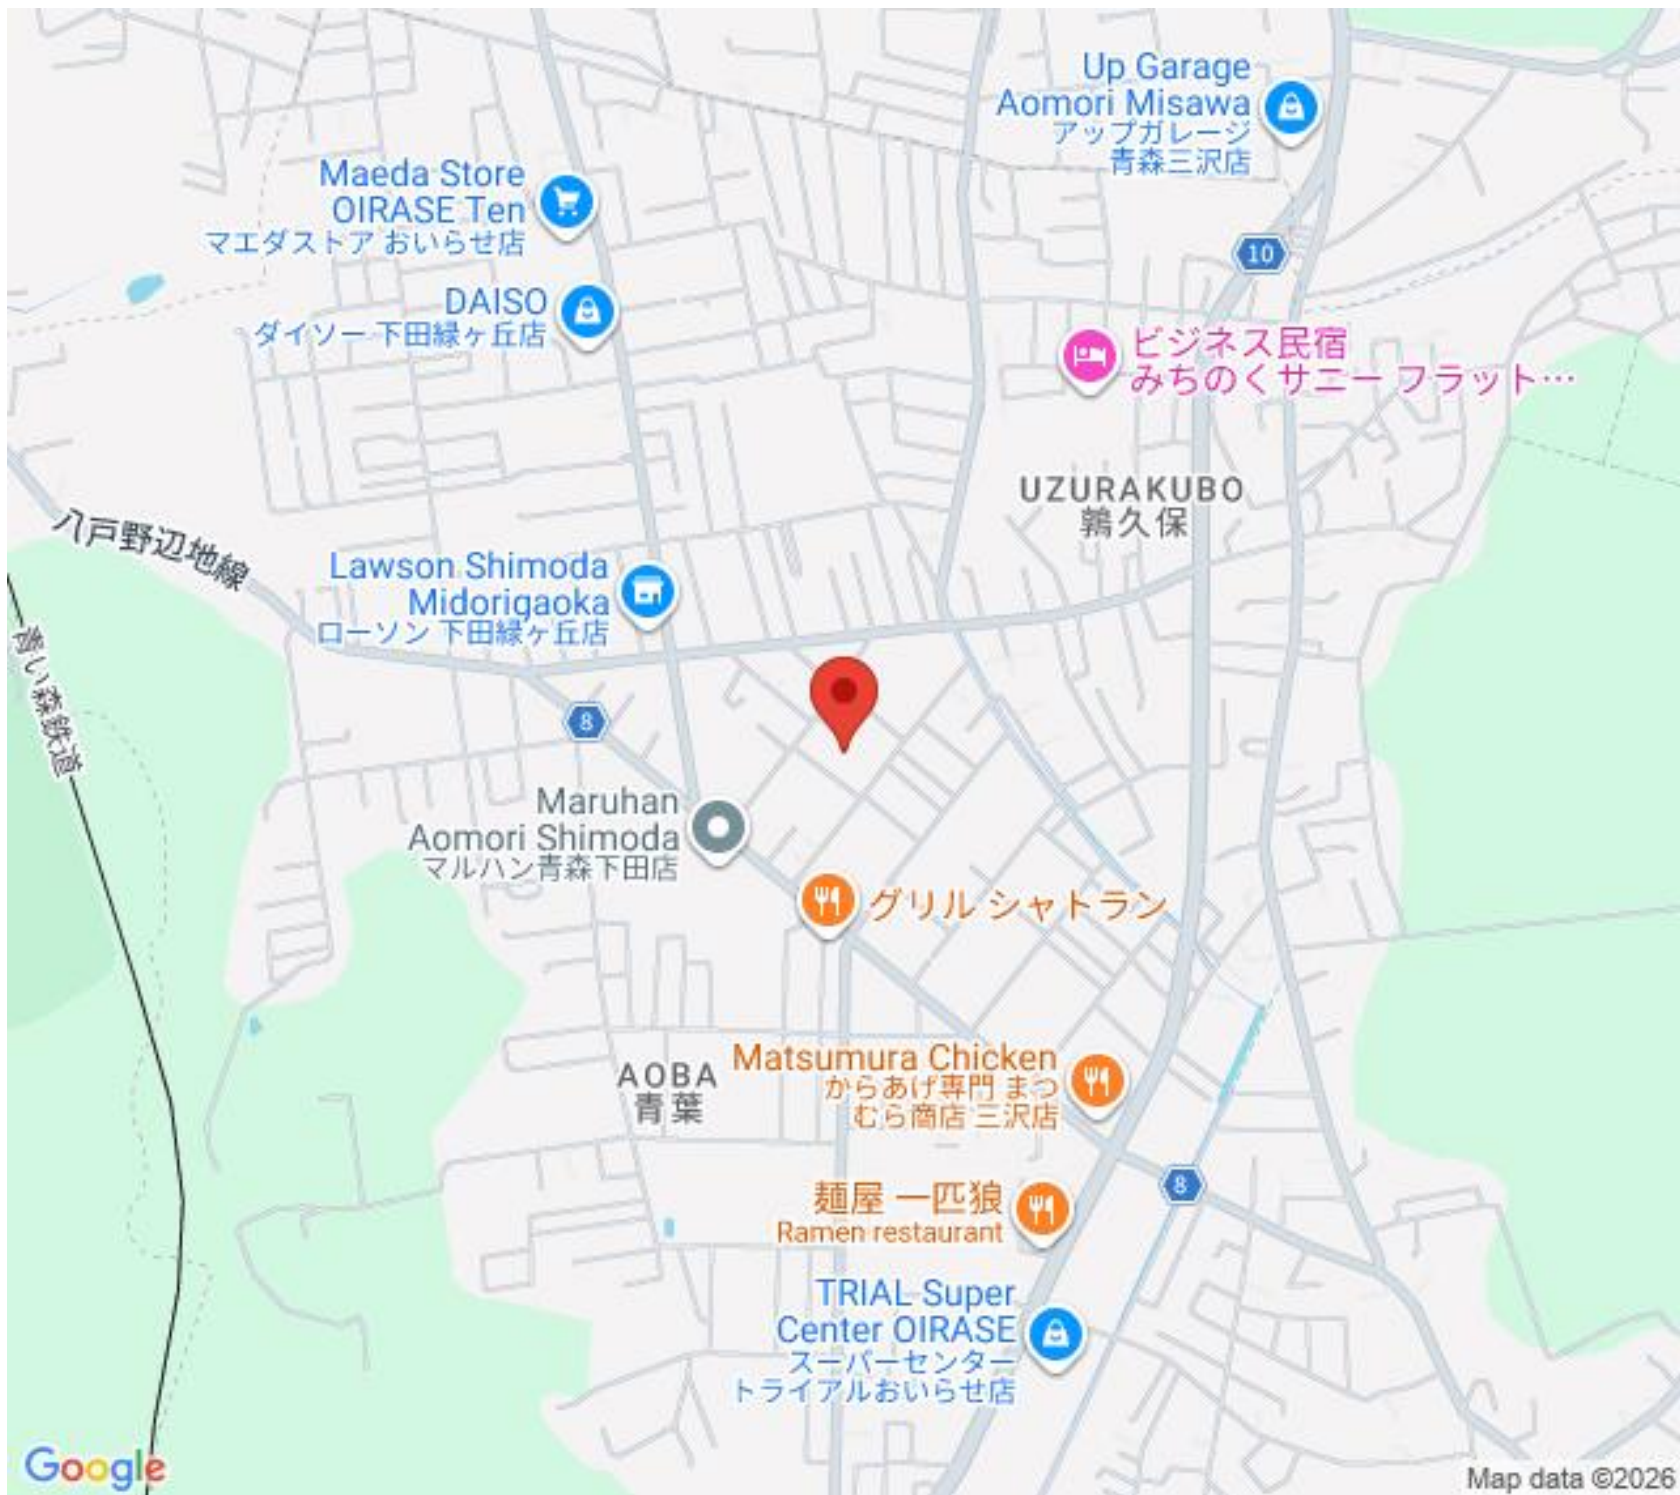 Up Garage
Aomori Misawa
アップガレージ
青森三沢店
Maeda Store
OIRASE Ten
マエダストア おいらせ店
10
DAISO
ダイソー 下田緑ヶ丘店
ビジネス民宿
みちのくサニー フラット…
UZURAKUBO
鶉久保
八戸野辺地線
Lawson Shimoda
Midorigaoka
ローソン 下田緑ヶ丘店
青い森鉄道
8
Maruhan
Aomori Shimoda
マルハン青森下田店
グリル シャトラン
AOBA
青葉
Matsumura Chicken
からあげ専門 まつ
むら商店 三沢店
8
麺屋 一匹狼
Ramen restaurant
TRIAL Super
Center OIRASE
スーパーセンター
トライアルおいらせ店
Google
Map data ©2026